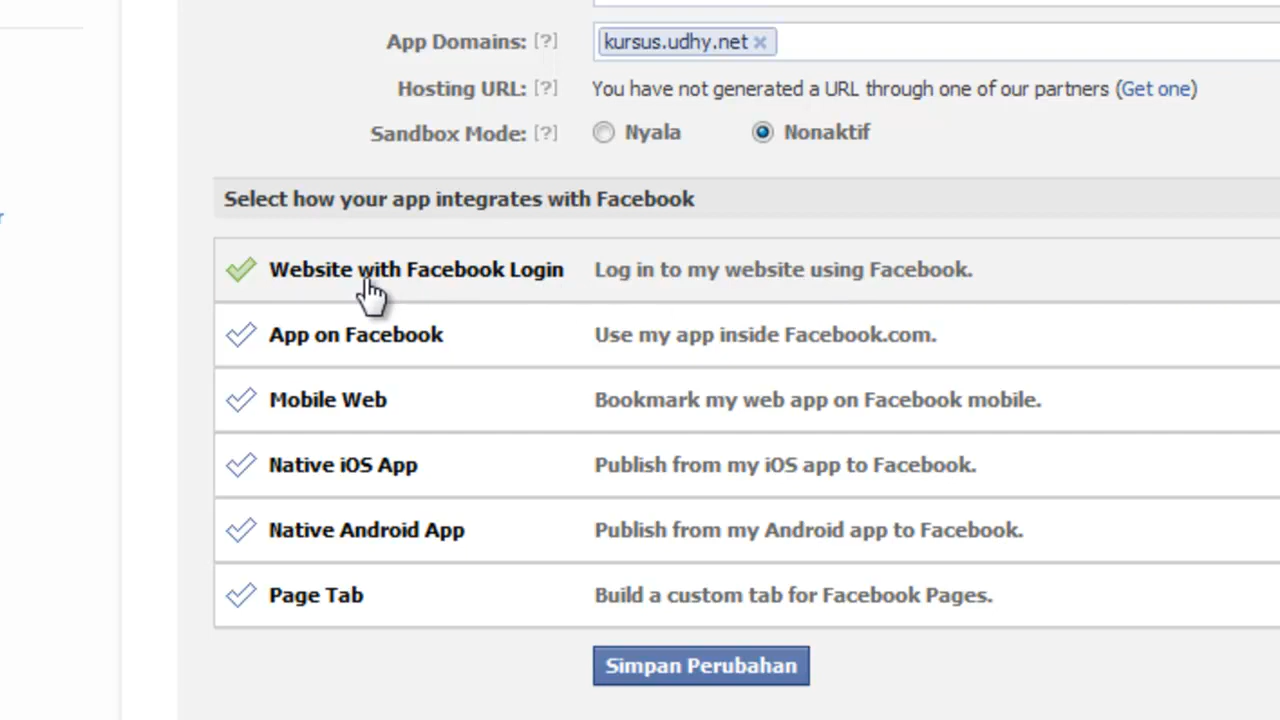 App Domains: [?] kursus.udhy.net ×
Hosting URL: [?] You have not generated a URL through one of our partners (Get one)
Sandbox Mode: [?] Nyala Nonaktif
Select how your app integrates with Facebook
Website with Facebook Login Log in to my website using Facebook.
App on Facebook Use my app inside Facebook.com.
Mobile Web Bookmark my web app on Facebook mobile.
Native iOS App Publish from my iOS app to Facebook.
Native Android App Publish from my Android app to Facebook.
Page Tab Build a custom tab for Facebook Pages.
Simpan Perubahan